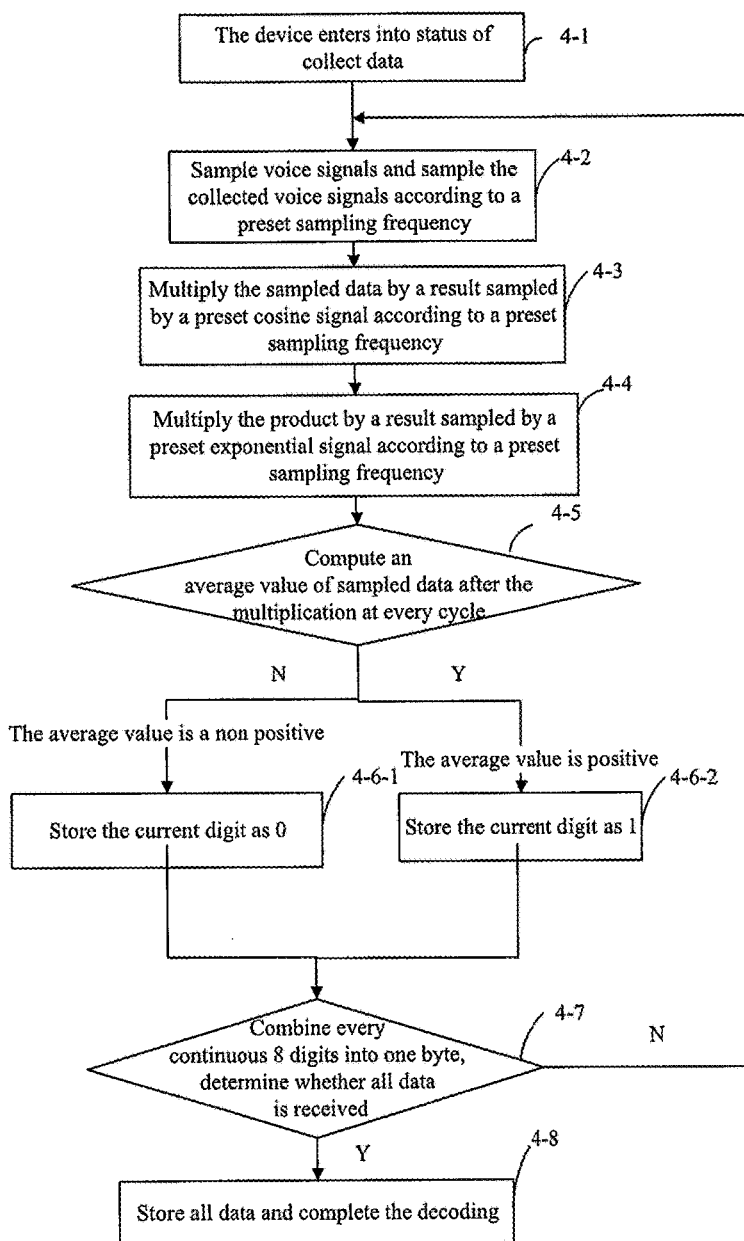 The device enters into status of
collect data
4-1
Sample voice signals and sample the
collected voice signals according to a
preset sampling frequency
4-2
Multiply the sampled data by a result sampled
by a preset cosine signal according to a preset
sampling frequency
4-3
Multiply the product by a result sampled by a
preset exponential signal according to a preset
sampling frequency
4-4
Compute an
average value of sampled data after the
multiplication at every cycle
4-5
N
Y
The average value is a non positive
The average value is positive
4-6-1
Store the current digit as 0
4-6-2
Store the current digit as 1
Combine every
continuous 8 digits into one byte,
determine whether all data
is received
4-7
N
Y
4-8
Store all data and complete the decoding